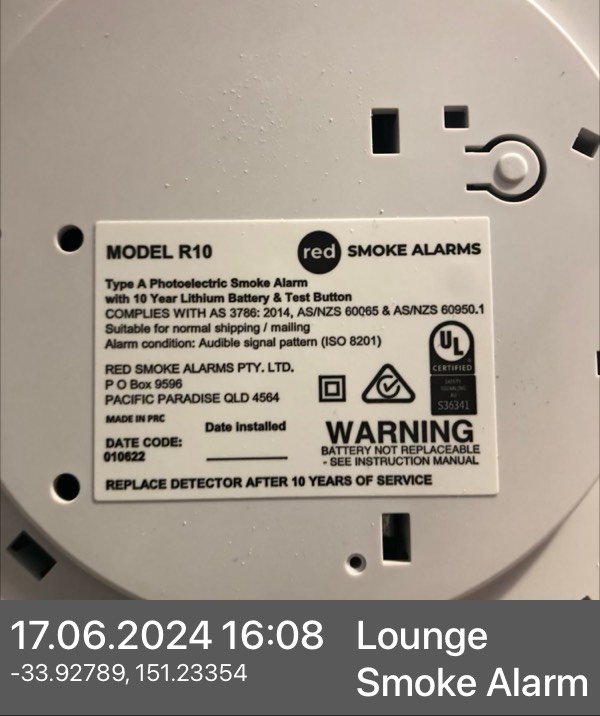 MODEL R10
red SMOKE ALARMS
Type A Photoelectric Smoke Alarm
with 10 Year Lithium Battery & Test Button
COMPLIES WITH AS 3786: 2014, AS/NZS 60065 & AS/NZS 60950.1
Suitable for normal shipping / mailing
Alarm condition: Audible signal pattern (ISO 8201)
UL
CERTIFIED
RED SMOKE ALARMS PTY. LTD.
P O Box 9596
PACIFIC PARADISE QLD 4564
SAFETY
AU
S36341
MADE IN PRC
Date installed
DATE CODE:
010622
WARNING
BATTERY NOT REPLACEABLE
- SEE INSTRUCTION MANUAL
REPLACE DETECTOR AFTER 10 YEARS OF SERVICE
17.06.2024 16:08
-33.92789, 151.23354
Lounge
Smoke Alarm